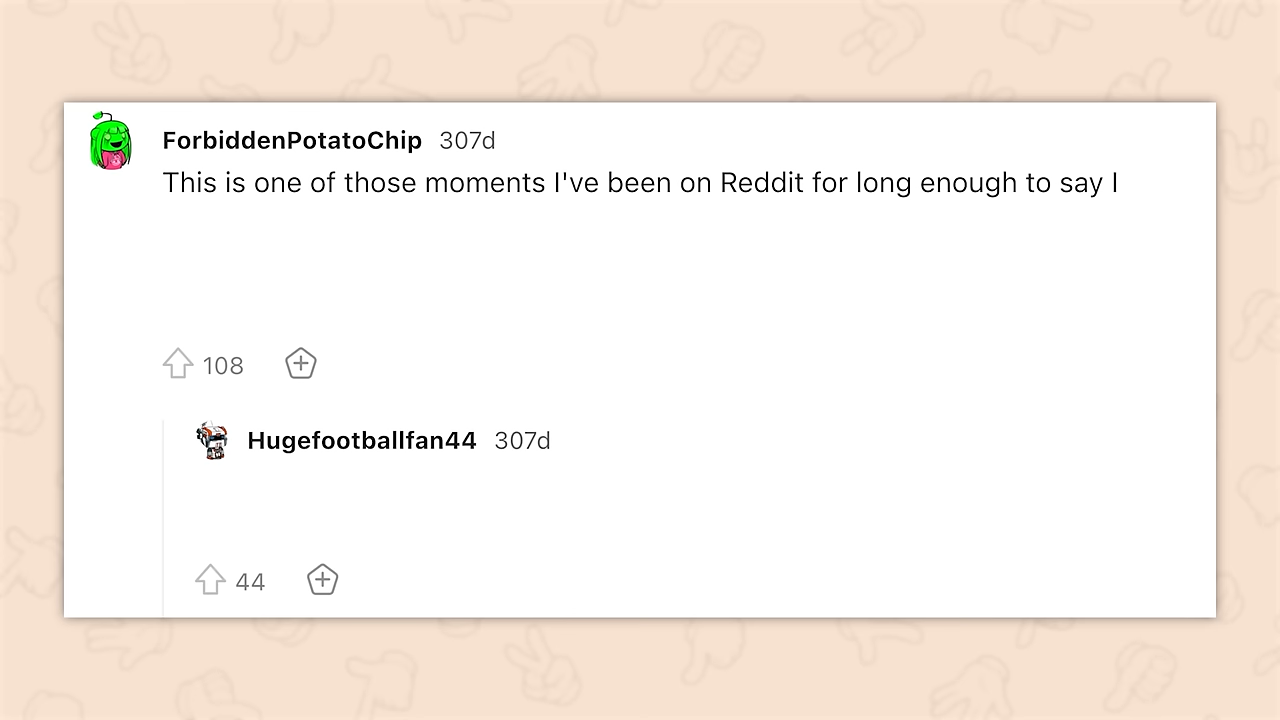 ForbiddenPotatoChip 307d
This is one of those moments I've been on Reddit for long enough to say I
108
Hugefootballfan44 307d
44